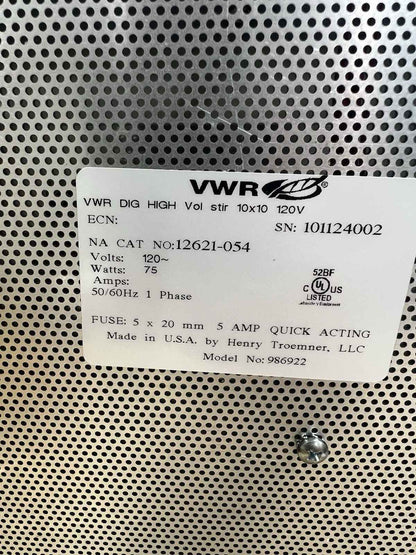 VWR®
VWR DIG HIGH Vol stir 10x10 120V
ECN:
SN: 101124002
NA CAT NO:12621-054
Volts: 120~
Watts: 75
Amps:
50/60Hz 1 Phase
52BF
C UL US
LISTED
FUSE: 5 x 20 mm 5 AMP QUICK ACTING
Made in U.S.A. by Henry Troemner, LLC
Model No:986922